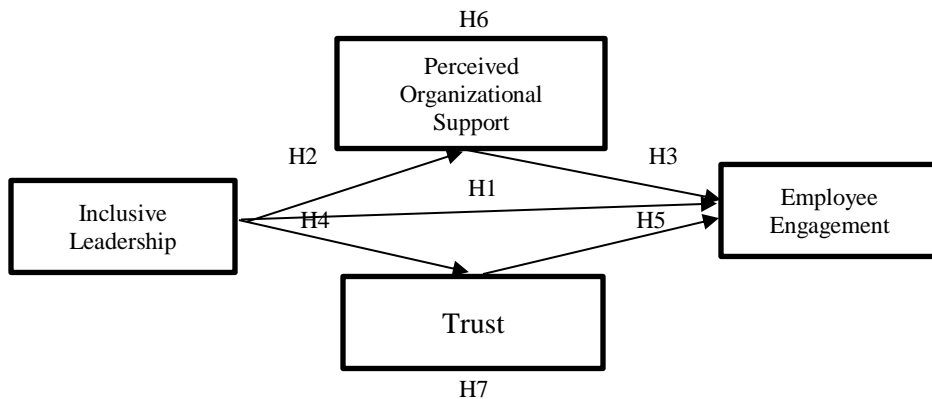 H6
Perceived
Organizational
Support
H2
H3
H1
Inclusive
Leadership
Employee
Engagement
H4
H5
Trust
H7